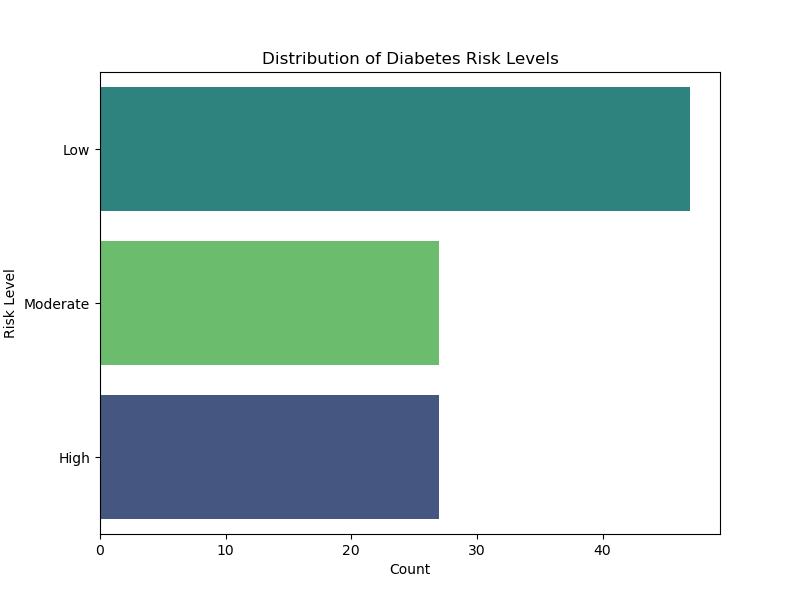 Distribution of Diabetes Risk Levels
Low
Moderate
High
Risk Level
0 10 20 30 40
Count